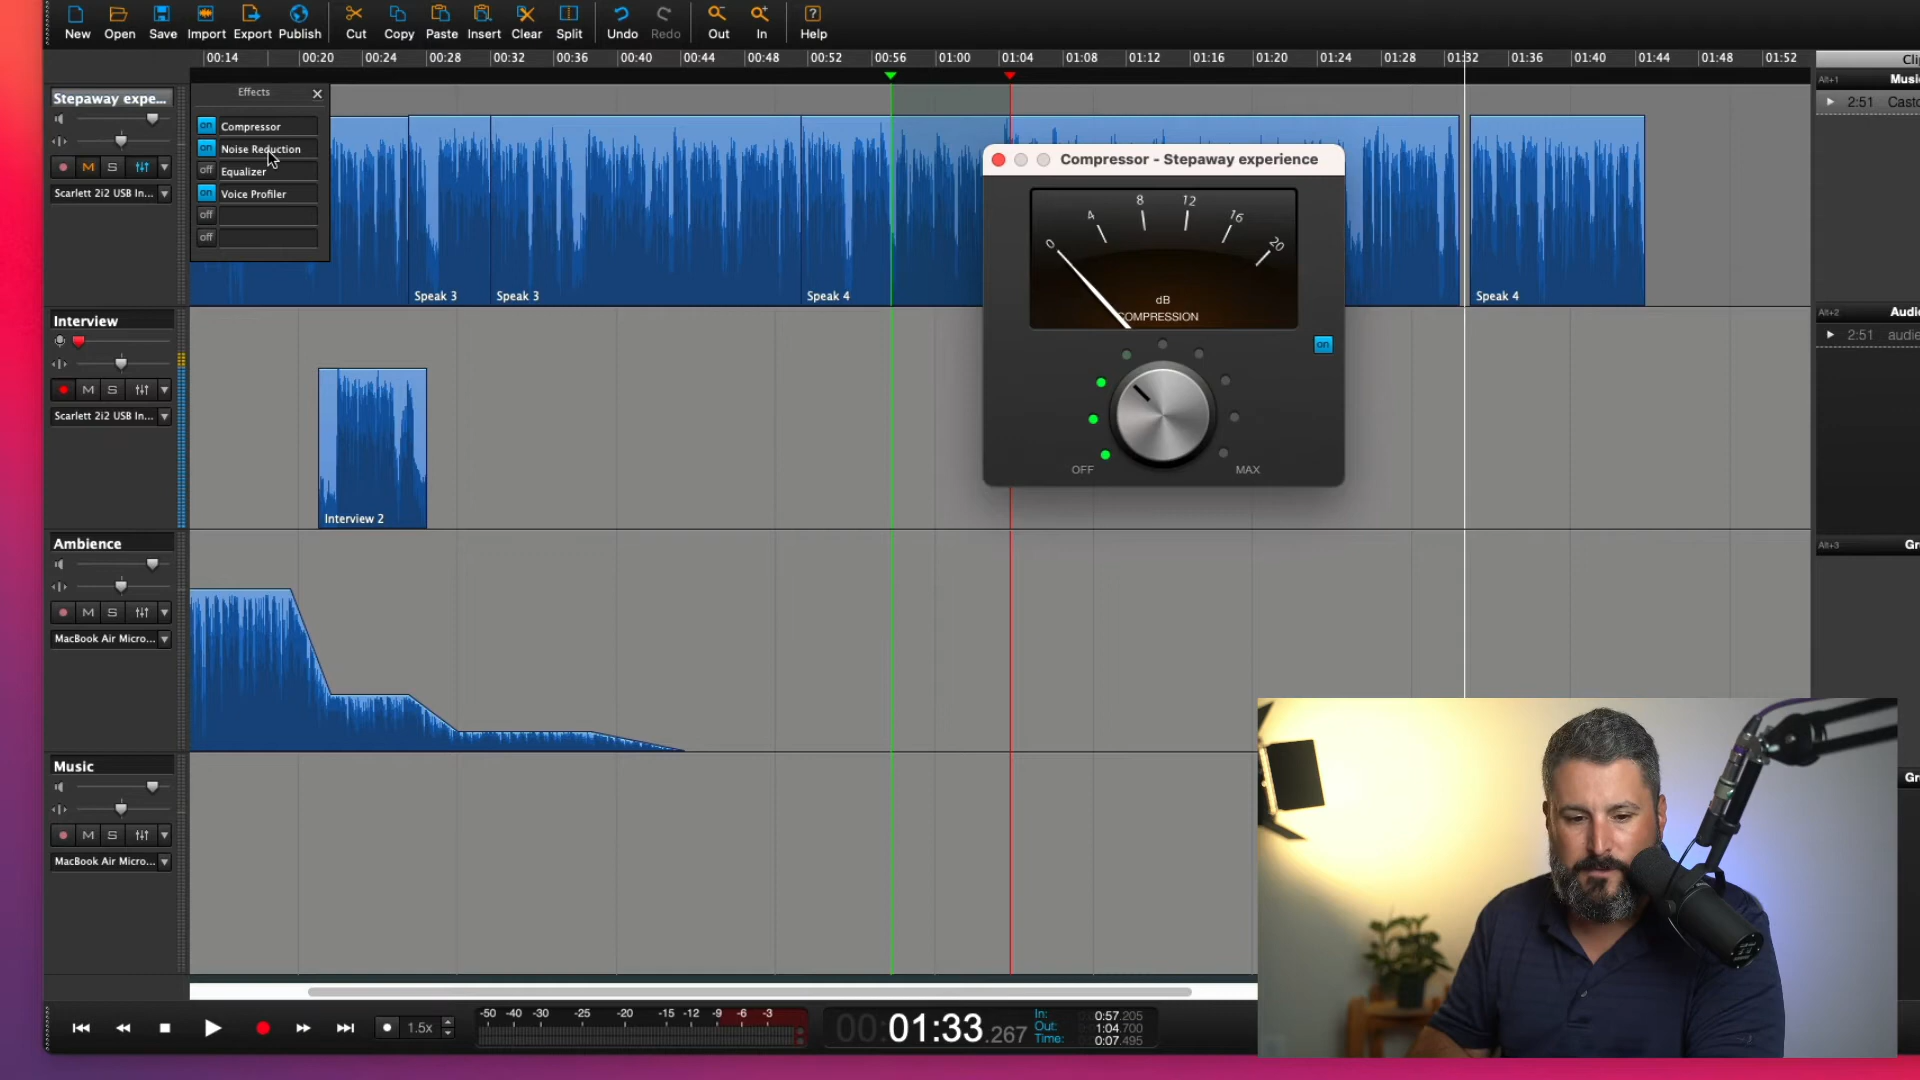 New Open Save Import Export Publish Cut Copy Paste Insert Clear Split Undo Redo Out In Help
00:14 00:20 00:24 00:28 00:32 00:36 00:40 00:44 00:48 00:52 00:56 01:00 01:04 01:08 01:12 01:16 01:20 01:24 01:28 01:32 01:36 01:40 01:44 01:48 01:52
Stepaway expe...
M S
Scarlett 2i2 USB In...
Effects
on Compressor
on Noise Reduction
off Equalizer
on Voice Profiler
off
off
Speak 3
Speak 3
Speak 4
Speak 4
Compressor - Stepaway experience
0 4 8 12 16 20
dB
COMPRESSION
on
OFF MAX
Alt+1
2:51
Interview
M S
Scarlett 2i2 USB In...
Interview 2
Alt+2
2:51
Ambience
M S
MacBook Air Micro...
Alt+3
Music
M S
MacBook Air Micro...
1.5x
-50 -40 -30 -25 -20 -15 -12 -9 -6 -3
00:01:33.267
In: 0:57.205
Out: 1:04.700
Time: 0:07.495